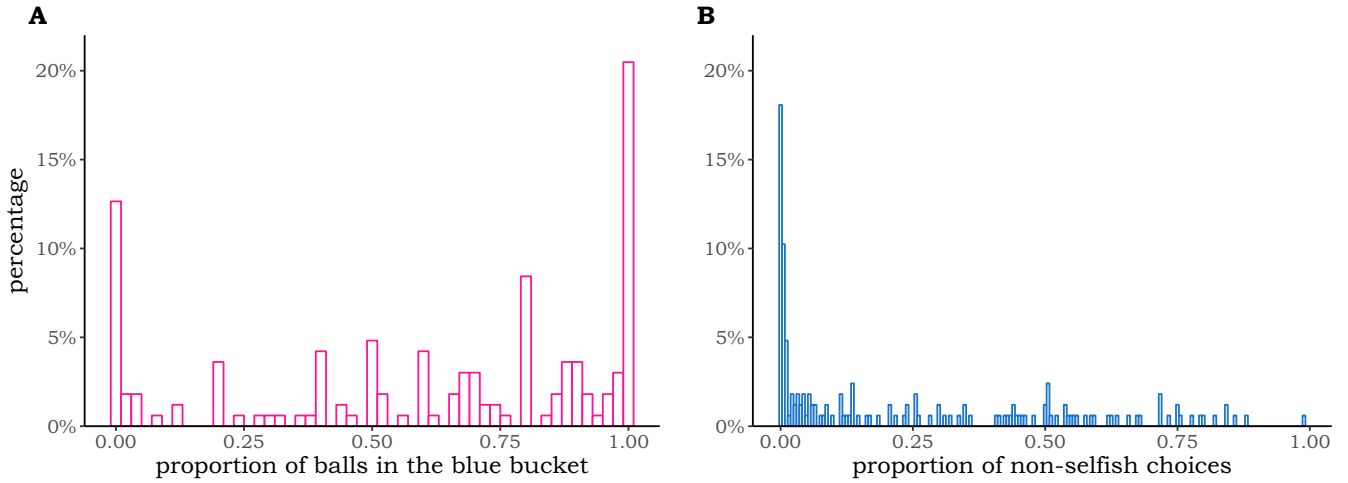 A
B
percentage
20%
15%
10%
5%
0%
0.00 0.25 0.50 0.75 1.00
proportion of balls in the blue bucket
20%
15%
10%
5%
0%
0.00 0.25 0.50 0.75 1.00
proportion of non-selfish choices